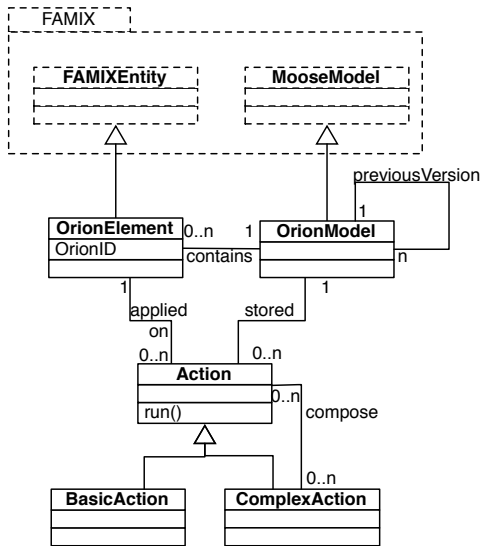 FAMIX
FAMIXEntity
MooseModel
previousVersion
1
OrionElement
0..n
1
OrionModel
OrionID
contains
n
1
1
applied
on
stored
0..n
0..n
Action
0..n
run()
compose
0..n
BasicAction
ComplexAction